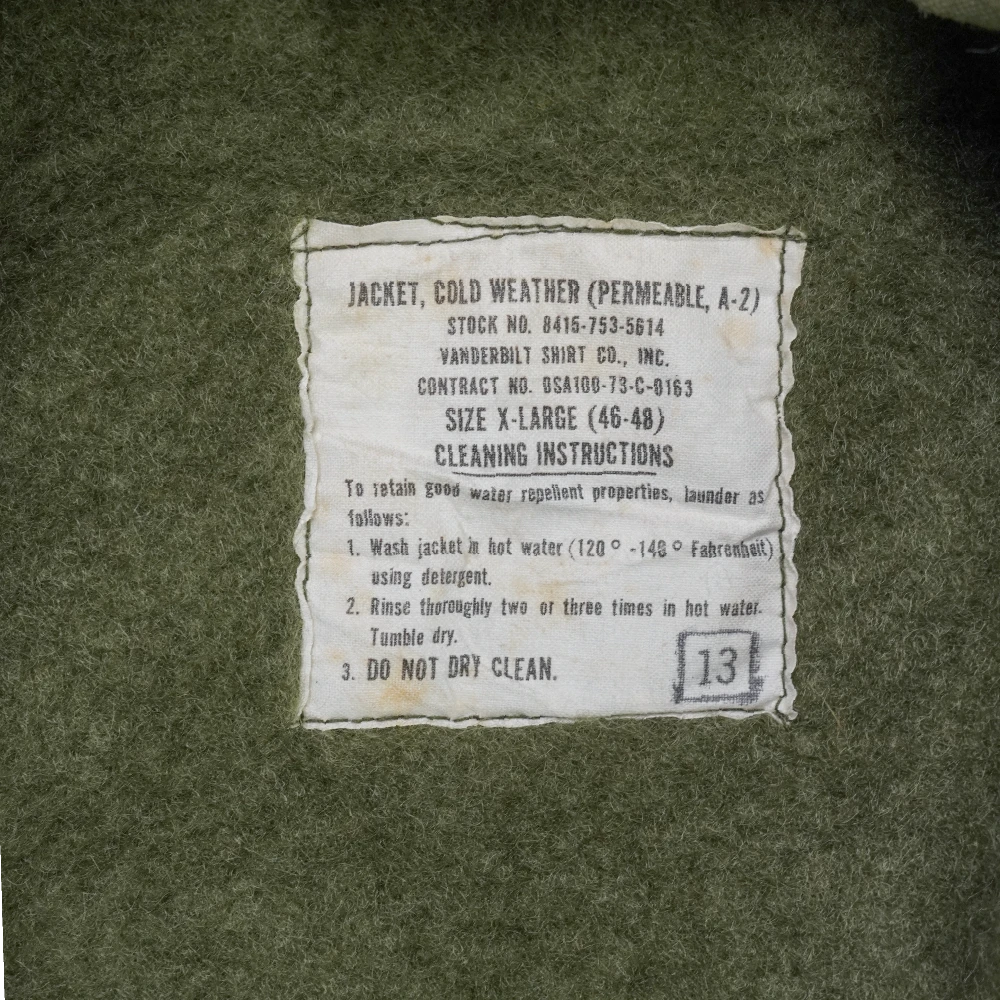 JACKET, COLD WEATHER (PERMEABLE, A-2)
STOCK NO. 8415-753-5614
VANDERBILT SHIRT CO., INC.
CONTRACT NO. DSA100-73-C-0163
SIZE X-LARGE (46-48)
CLEANING INSTRUCTIONS
To retain good water repellent properties, launder as
follows:
1. Wash jacket in hot water (120° -140° Fahrenheit)
using detergent.
2. Rinse thoroughly two or three times in hot water.
Tumble dry.
3. DO NOT DRY CLEAN.
13